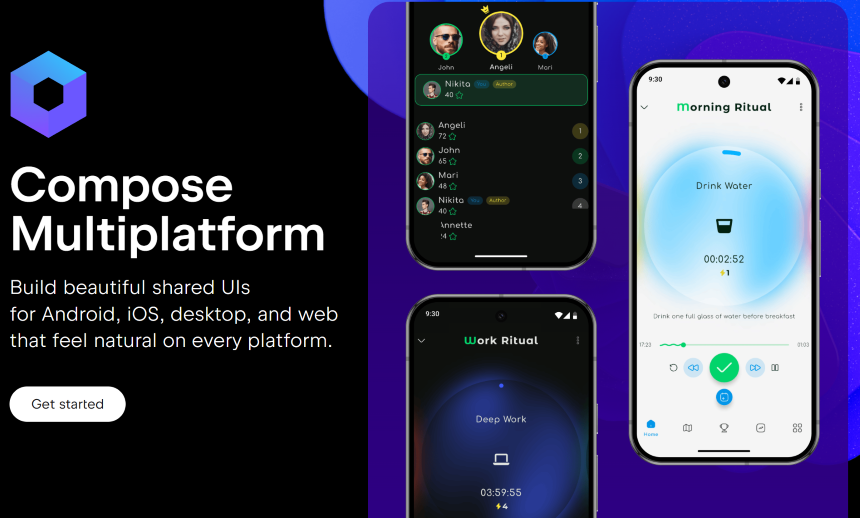 Compose
Multiplatform
Build beautiful shared UIs
for Android, iOS, desktop, and web
that feel natural on every platform.
Get started
1
John
Angeli
Mari
Nikita You Author
40
Angeli
72
1
John
65
2
Mari
48
3
Nikita You Author
40
4
Annette
24
9:30
Work Ritual
Deep Work
03:59:55
4
9:30
Morning Ritual
Drink Water
00:02:52
1
Drink one full glass of water before breakfast
17:20
01:03
Home